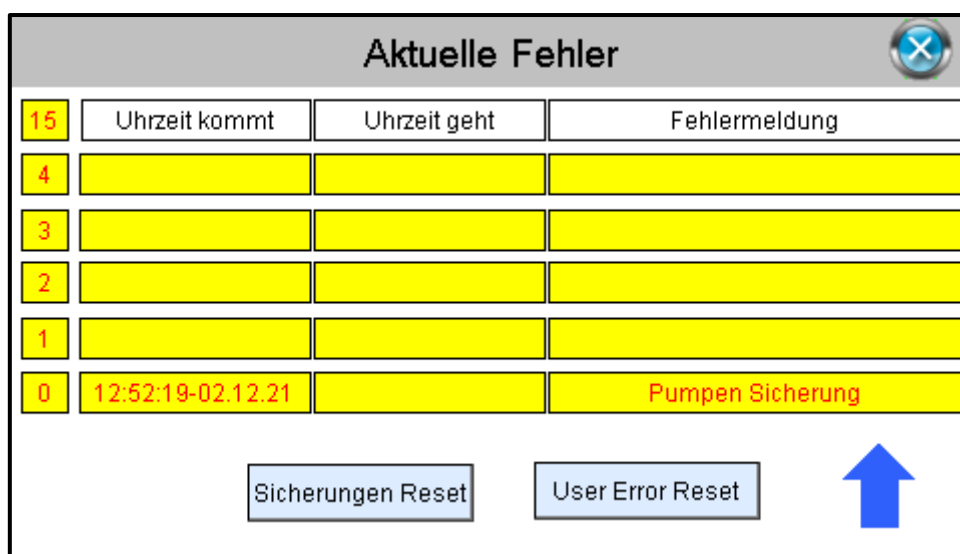 Aktuelle Fehler
15 Uhrzeit kommt Uhrzeit geht Fehlermeldung
4
3
2
1
0 12:52:19-02.12.21 Pumpen Sicherung
Sicherungen Reset User Error Reset